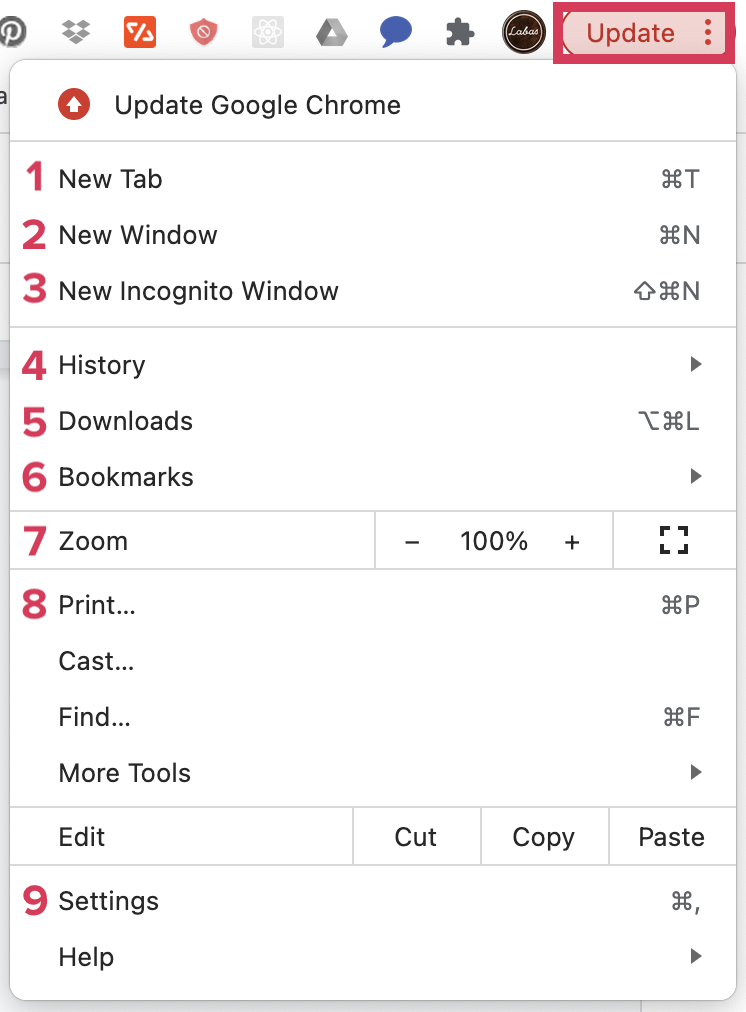 Labas
Update
a
Update Google Chrome
1 New Tab ⌘T
2 New Window ⌘N
3 New Incognito Window ⇧⌘N
4 History
5 Downloads ⌥⌘L
6 Bookmarks
7 Zoom − 100% +
8 Print... ⌘P
Cast...
Find... ⌘F
More Tools
Edit Cut Copy Paste
9 Settings ⌘,
Help